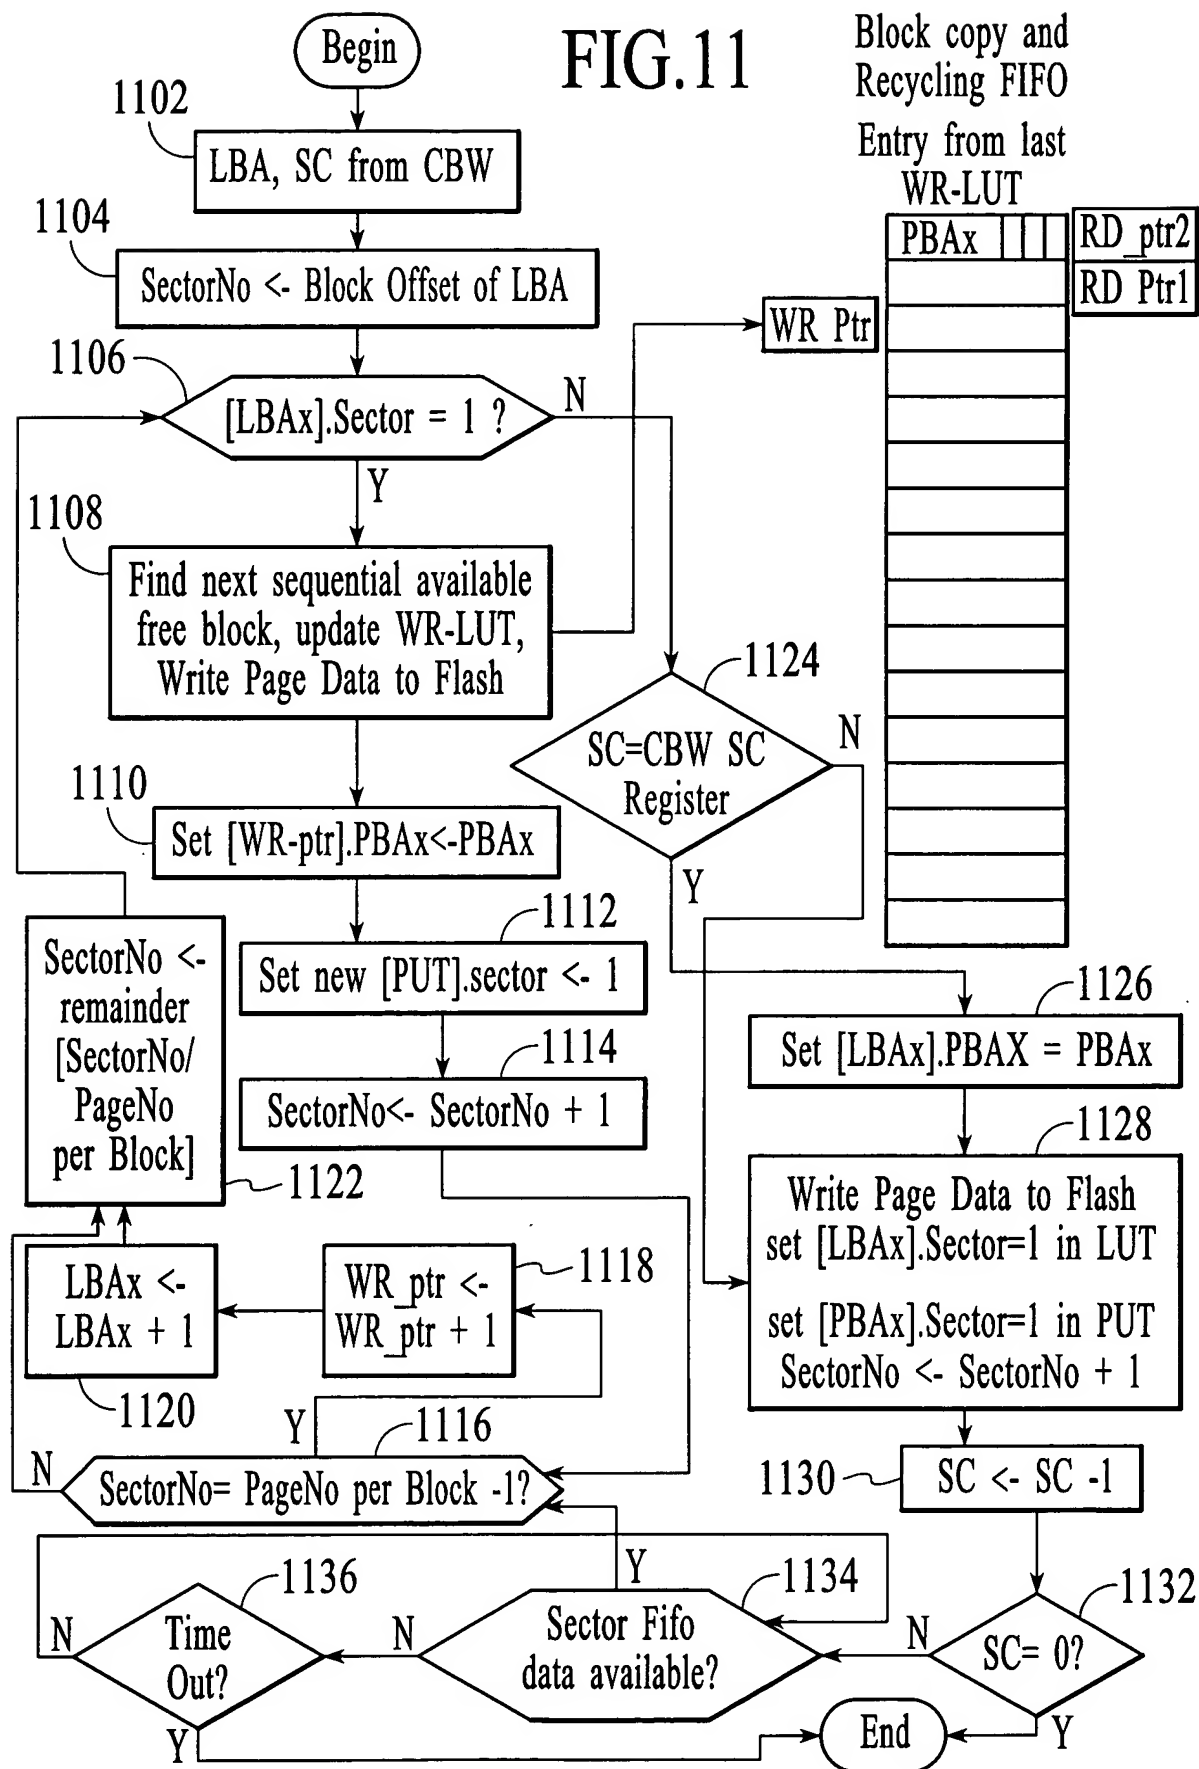 FIG.11
Begin
1102
LBA, SC from CBW
1104
SectorNo <- Block Offset of LBA
1106
[LBAx].Sector = 1 ?
N
Y
1108
Find next sequential available
free block, update WR-LUT,
Write Page Data to Flash
1110
Set [WR-ptr].PBAx<-PBAx
1112
Set new [PUT].sector <- 1
1114
SectorNo<- SectorNo + 1
SectorNo <-
remainder
[SectorNo/
PageNo
per Block]
1122
LBAx <-
LBAx + 1
1120
WR_ptr <-
WR_ptr + 1
1118
Y
1116
N
SectorNo= PageNo per Block -1?
Block copy and
Recycling FIFO
Entry from last
WR-LUT
PBAx
RD_ptr2
RD Ptr1
WR Ptr
1124
SC=CBW SC
Register
N
Y
1126
Set [LBAx].PBAX = PBAx
1128
Write Page Data to Flash
set [LBAx].Sector=1 in LUT
set [PBAx].Sector=1 in PUT
SectorNo <- SectorNo + 1
1130
SC <- SC -1
1132
SC= 0?
N
Y
1134
Sector Fifo
data available?
Y
N
1136
Time
Out?
N
Y
End